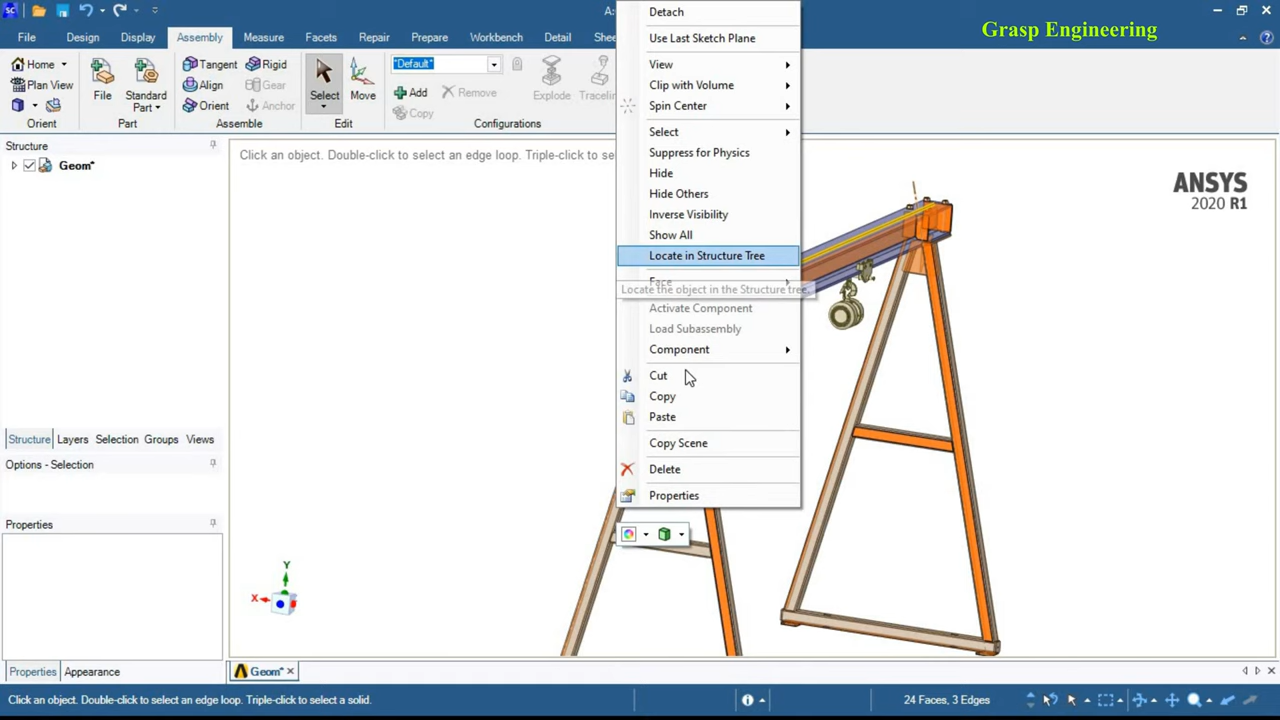 A:
Grasp Engineering
File Design Display Assembly Measure Facets Repair Prepare Workbench Detail
Home
Plan View
Orient
File
Standard Part
Part
Tangent Rigid
Align Gear
Orient Anchor
Assemble
Select
Move
Edit
*Default*
Add Remove
Copy
Explode
Configurations
Structure
Geom*
Click an object. Double-click to select an edge loop. Triple-click to se
Detach
Use Last Sketch Plane
View
Clip with Volume
Spin Center
Select
Suppress for Physics
Hide
Hide Others
Inverse Visibility
Show All
Locate in Structure Tree
Face
Locate the object in the Structure tree.
Activate Component
Load Subassembly
Component
Cut
Copy
Paste
Copy Scene
Delete
Properties
ANSYS
2020 R1
Structure Layers Selection Groups Views
Options - Selection
Properties
Y
X
Properties Appearance
Geom*
Click an object. Double-click to select an edge loop. Triple-click to select a solid.
24 Faces, 3 Edges